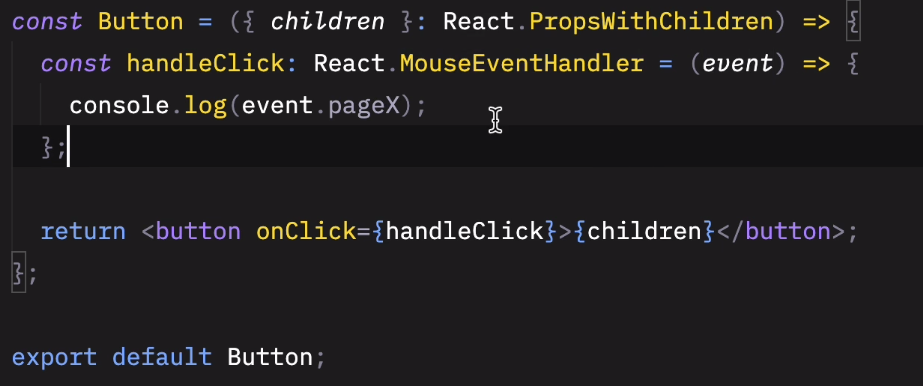 const Button = ({ children }: React.PropsWithChildren) => {
  const handleClick: React.MouseEventHandler = (event) => {
    console.log(event.pageX);
  };
  return <button onClick={handleClick}>{children}</button>;
};
export default Button;